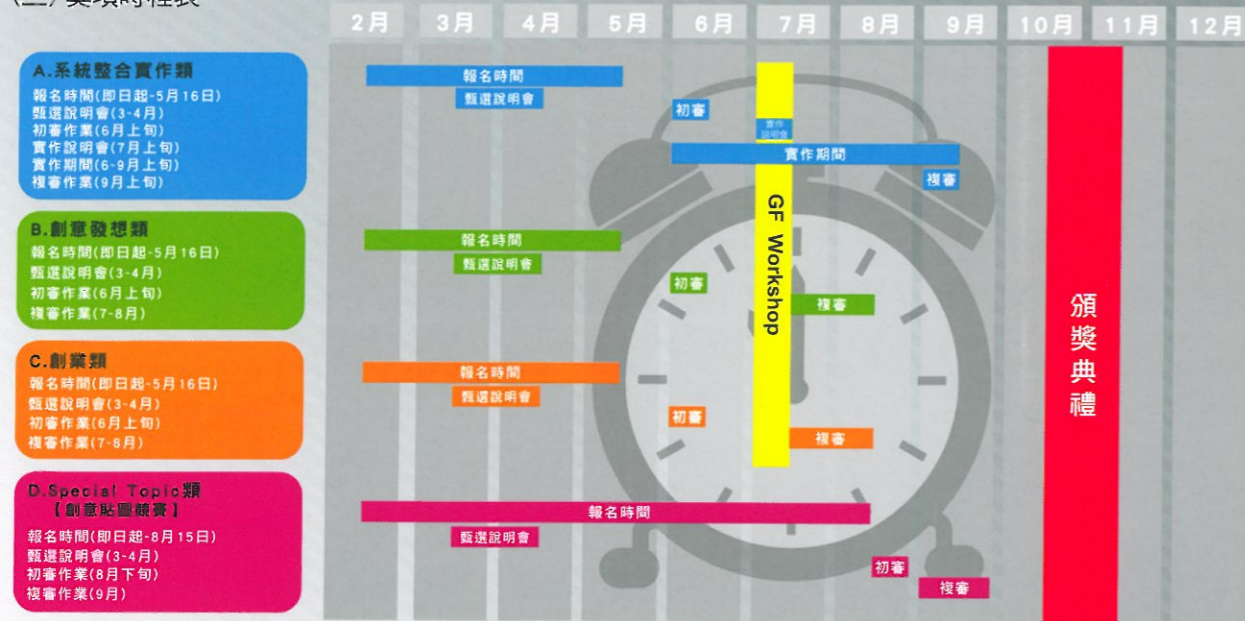 2月 3月 4月 5月 6月 7月 8月 9月 10月 11月 12月
A.系統整合實作類
報名時間(即日起-5月16日)
甄選說明會(3-4月)
初審作業(6月上旬)
實作說明會(7月上旬)
實作期間(6-9月上旬)
複審作業(9月上旬)
報名時間
甄選說明會
初審
實作
說明會
實作期間
複審
B.創意發想類
報名時間(即日起-5月16日)
甄選說明會(3-4月)
初審作業(6月上旬)
複審作業(7-8月)
報名時間
甄選說明會
初審
複審
C.創業類
報名時間(即日起-5月16日)
甄選說明會(3-4月)
初審作業(6月上旬)
複審作業(7-8月)
報名時間
甄選說明會
初審
複審
D.Special Topic類
【創意貼圖競賽】
報名時間(即日起-8月15日)
甄選說明會(3-4月)
初審作業(8月下旬)
複審作業(9月)
報名時間
甄選說明會
初審
複審
GF Workshop
頒獎典禮